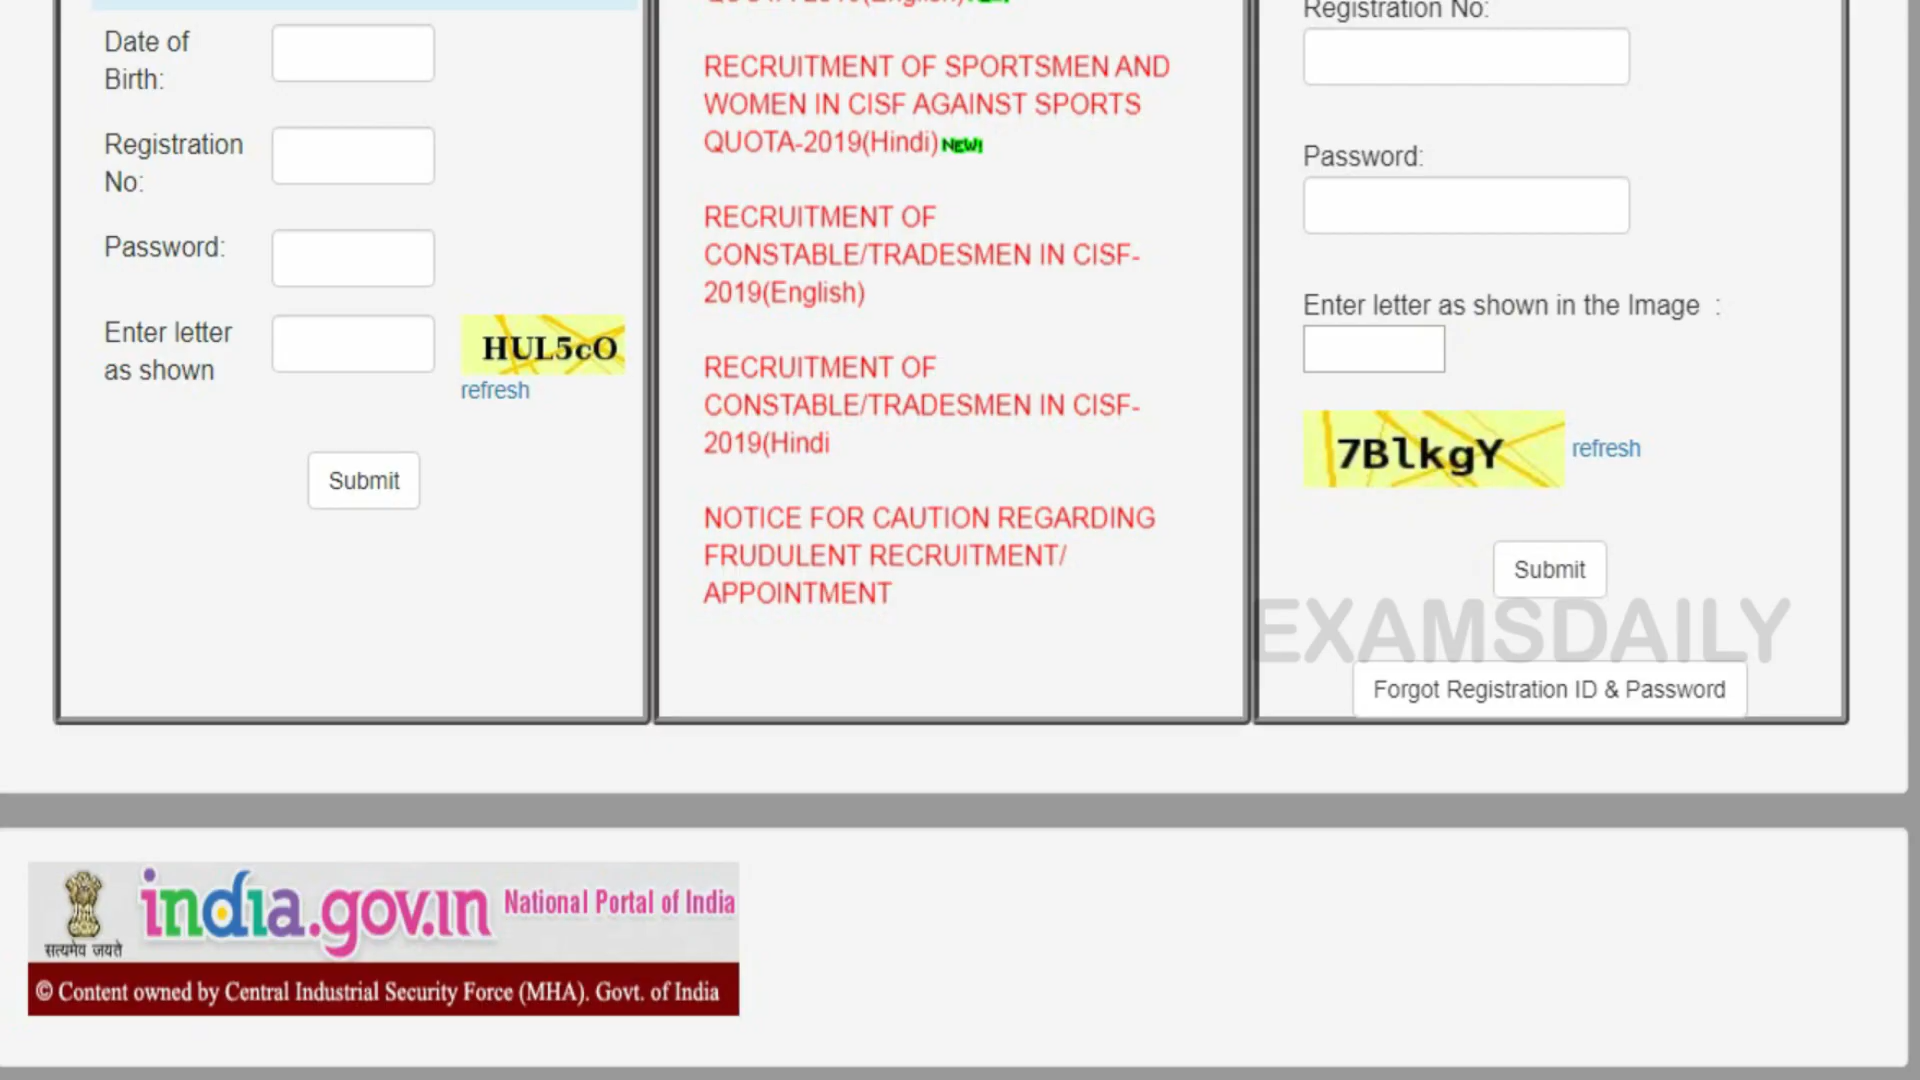 Date of
Birth:
Registration
No:
Password:
Enter letter
as shown
HUL5cO
refresh
Submit
RECRUITMENT OF SPORTSMEN AND
WOMEN IN CISF AGAINST SPORTS
QUOTA-2019(Hindi) NEW!
RECRUITMENT OF
CONSTABLE/TRADESMEN IN CISF-
2019(English)
RECRUITMENT OF
CONSTABLE/TRADESMEN IN CISF-
2019(Hindi
NOTICE FOR CAUTION REGARDING
FRUDULENT RECRUITMENT/
APPOINTMENT
Registration No:
Password:
Enter letter as shown in the Image :
7BlkgY
refresh
Submit
EXAMSDAILY
Forgot Registration ID & Password
सत्यमेव जयते
india.gov.in National Portal of India
© Content owned by Central Industrial Security Force (MHA). Govt. of India